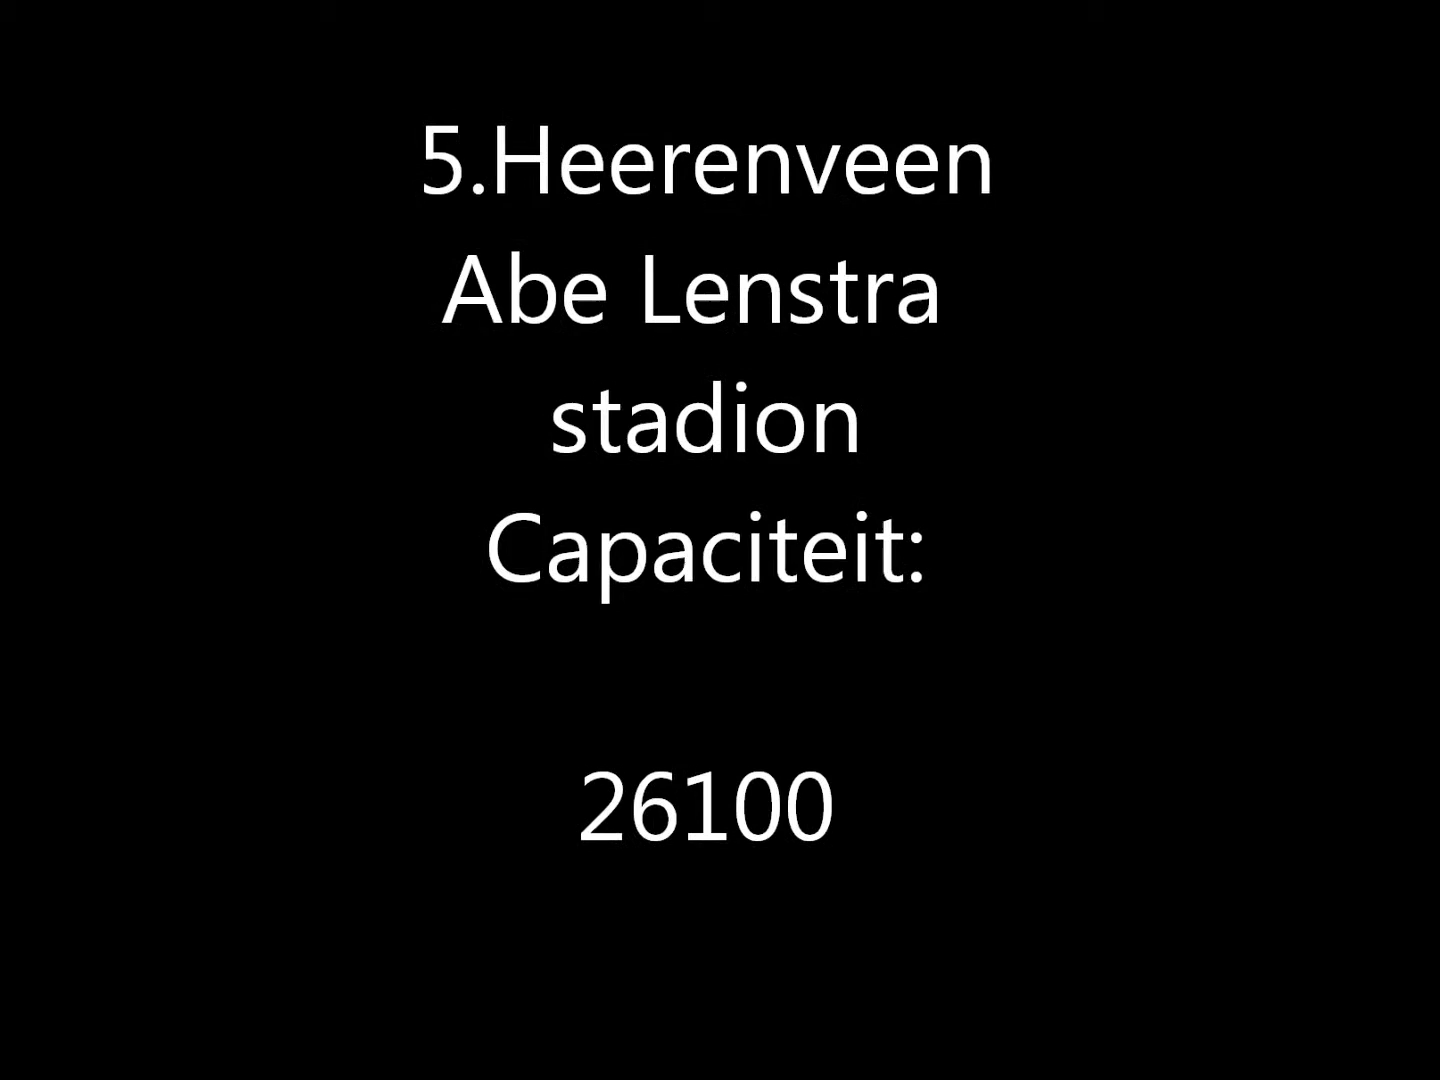 5.Heerenveen
Abe Lenstra
stadion
Capaciteit:
26100